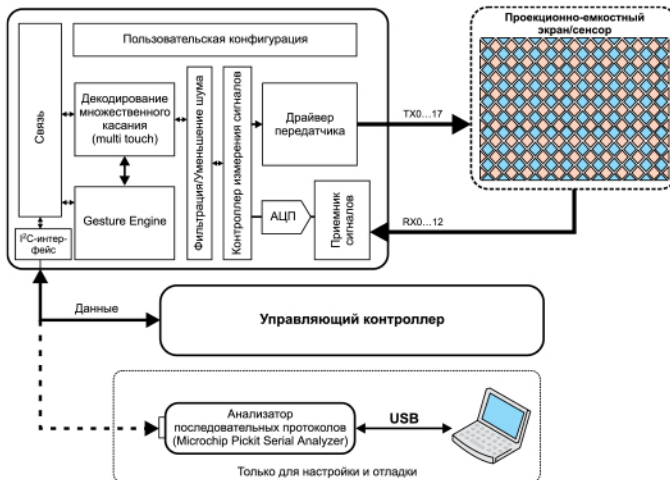 Проекционно-емкостный
экран/сенсор
Пользовательская конфигурация
Связь
Декодирование
множественного
касания
(multi touch)
Gesture Engine
I²C-интер-
фейс
Фильтрация/Уменьшение шума
Контроллер измерения сигналов
Драйвер
передатчика
АЦП
Приемник
сигналов
TX0...17
RX0...12
Данные
Управляющий контроллер
Анализатор
последовательных протоколов
(Microchip Pickit Serial Analyzer)
USB
Только для настройки и отладки